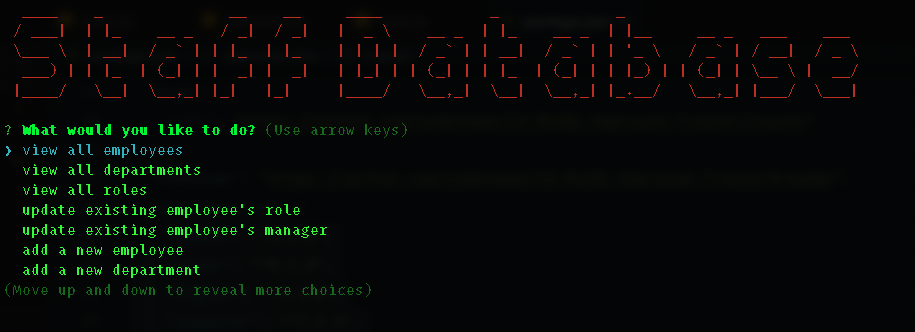 Staff Database
? What would you like to do? (Use arrow keys)
❯ view all employees
view all departments
view all roles
update existing employee's role
update existing employee's manager
add a new employee
add a new department
(Move up and down to reveal more choices)